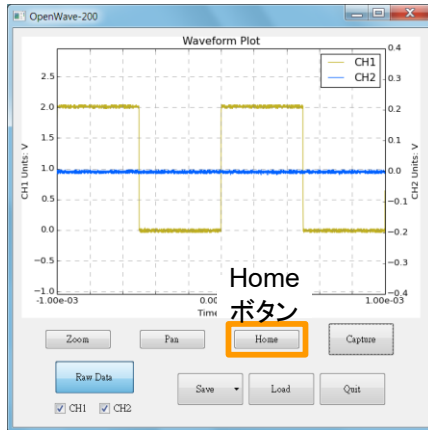 OpenWave-200
Waveform Plot
CH1
CH2
2.5
2.0
1.5
1.0
0.5
0.0
−0.5
−1.0
CH1 Units: V
0.4
0.3
0.2
0.1
0.0
−0.1
−0.2
−0.3
−0.4
CH2 Units: V
-1.00e-03
0.00
1.00e-03
Time
Home
ボタン
Zoom
Pan
Home
Capture
Raw Data
Save
Load
Quit
CH1
CH2